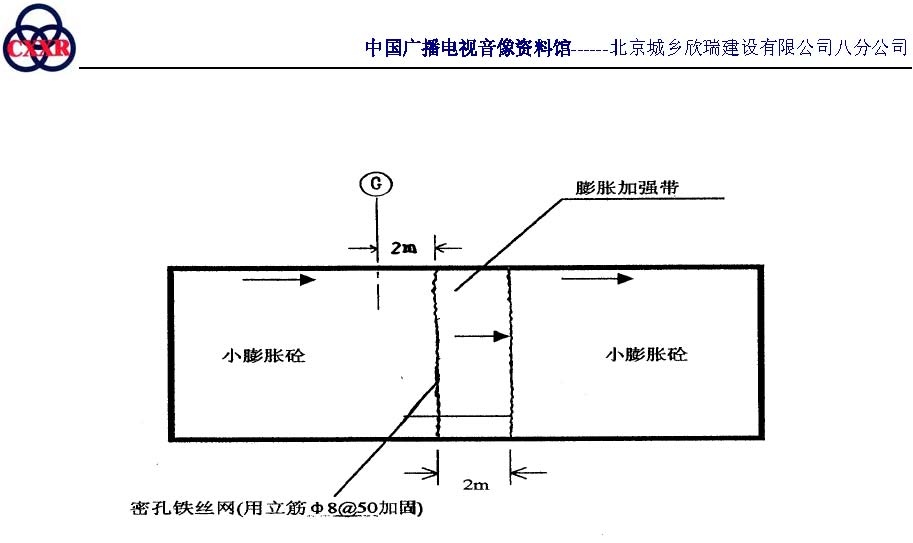 CXXR
中国广播电视音像资料馆------北京城乡欣瑞建设有限公司八分公司
G
膨胀加强带
2m
小膨胀砼
小膨胀砼
2m
密孔铁丝网(用立筋φ8@50加固)